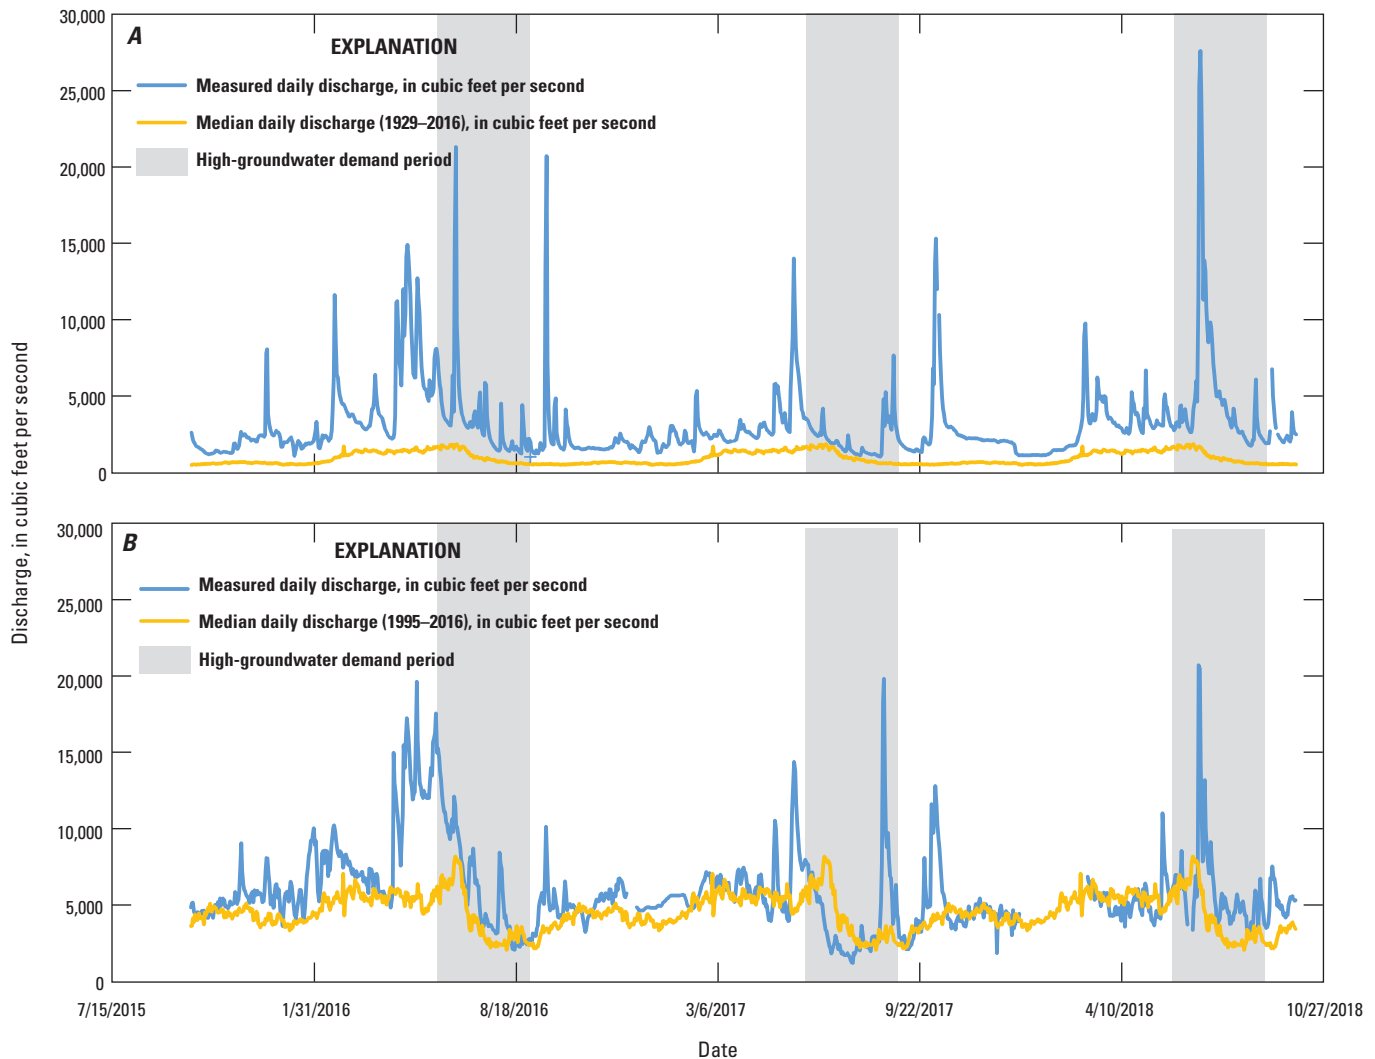 30,000
25,000
20,000
15,000
10,000
5,000
0
A
EXPLANATION
Measured daily discharge, in cubic feet per second
Median daily discharge (1929–2016), in cubic feet per second
High-groundwater demand period
Discharge, in cubic feet per second
30,000
25,000
20,000
15,000
10,000
5,000
0
B
EXPLANATION
Measured daily discharge, in cubic feet per second
Median daily discharge (1995–2016), in cubic feet per second
High-groundwater demand period
7/15/2015
1/31/2016
8/18/2016
3/6/2017
9/22/2017
4/10/2018
10/27/2018
Date